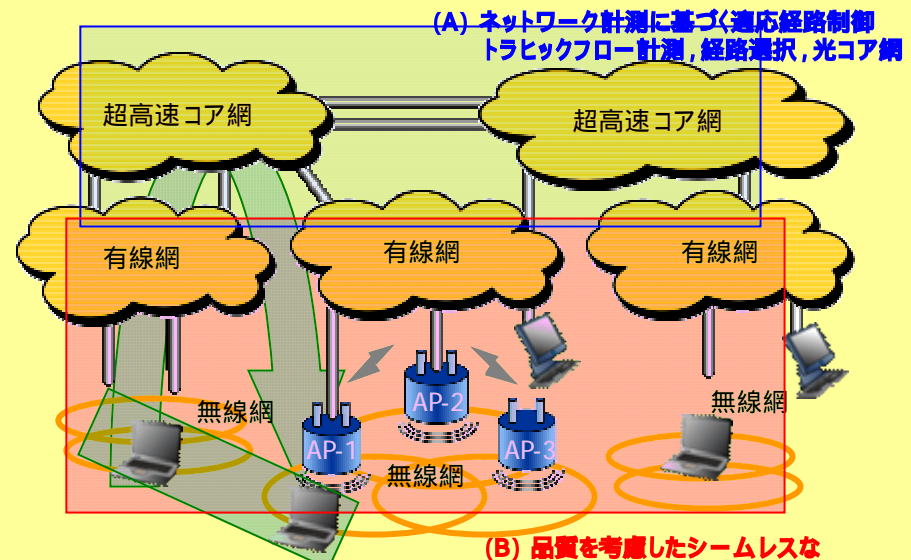 (A) ネットワーク計測に基づく適応経路制御
トラヒックフロー計測,経路選択,光コア網
超高速コア網
超高速コア網
有線網
有線網
有線網
無線網
無線網
AP-2
AP-1
AP-3
無線網
(B) 品質を考慮したシームレスな